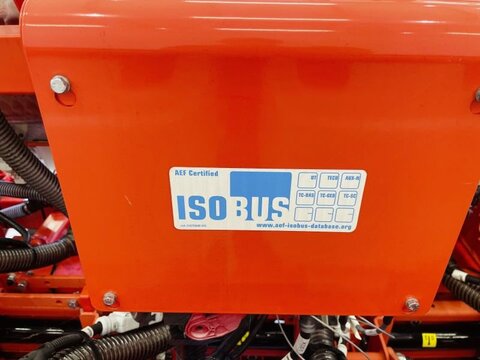 AEF Certified
UT TECU AUX-N
TC-BAS TC-GEO TC-SC
ISOBUS
www.aef-isobus-database.org